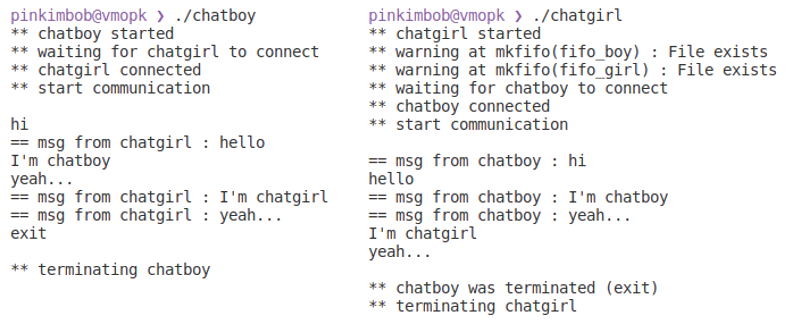 pinkimbob@vmopk ❯ ./chatboy
** chatboy started
** waiting for chatgirl to connect
** chatgirl connected
** start communication
hi
== msg from chatgirl : hello
I'm chatboy
yeah...
== msg from chatgirl : I'm chatgirl
== msg from chatgirl : yeah...
exit
** terminating chatboy
pinkimbob@vmopk ❯ ./chatgirl
** chatgirl started
** warning at mkfifo(fifo_boy) : File exists
** warning at mkfifo(fifo_girl) : File exists
** waiting for chatboy to connect
** chatboy connected
** start communication
== msg from chatboy : hi
hello
== msg from chatboy : I'm chatboy
== msg from chatboy : yeah...
I'm chatgirl
yeah...
** chatboy was terminated (exit)
** terminating chatgirl